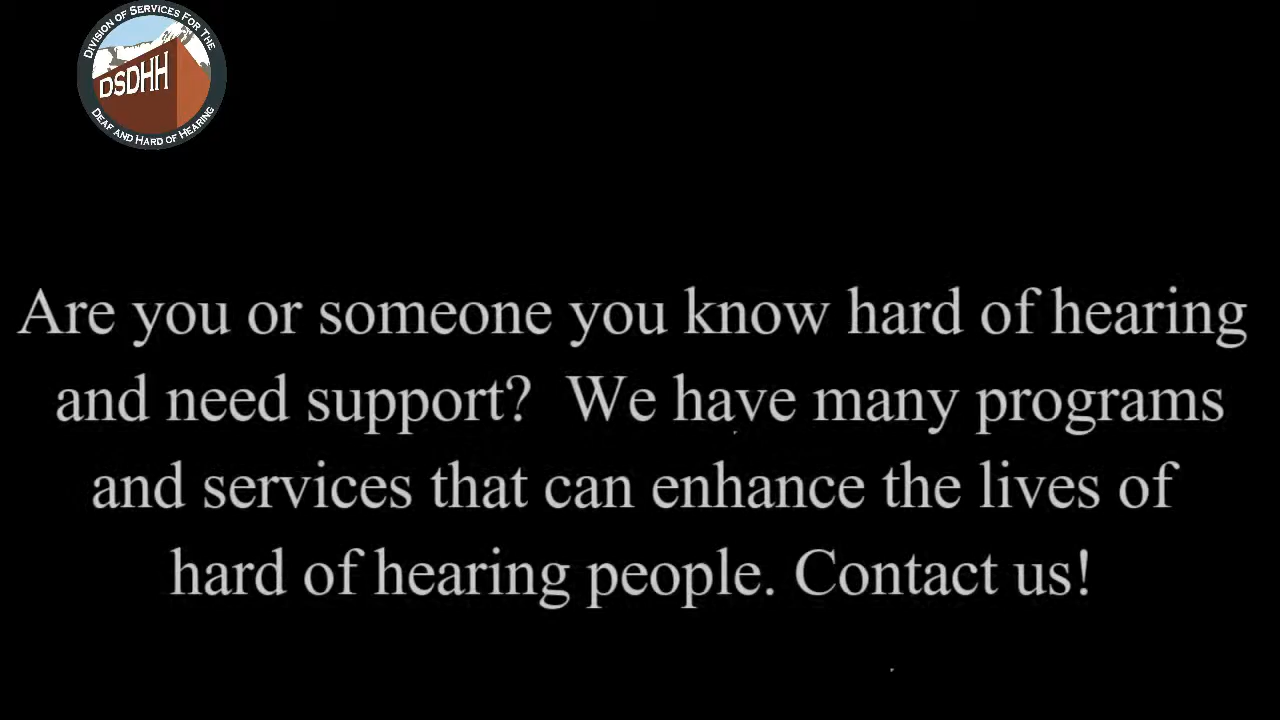 DIVISION OF SERVICES FOR THE
DSDHH
DEAF AND HARD OF HEARING
Are you or someone you know hard of hearing
and need support?  We have many programs
and services that can enhance the lives of
hard of hearing people. Contact us!